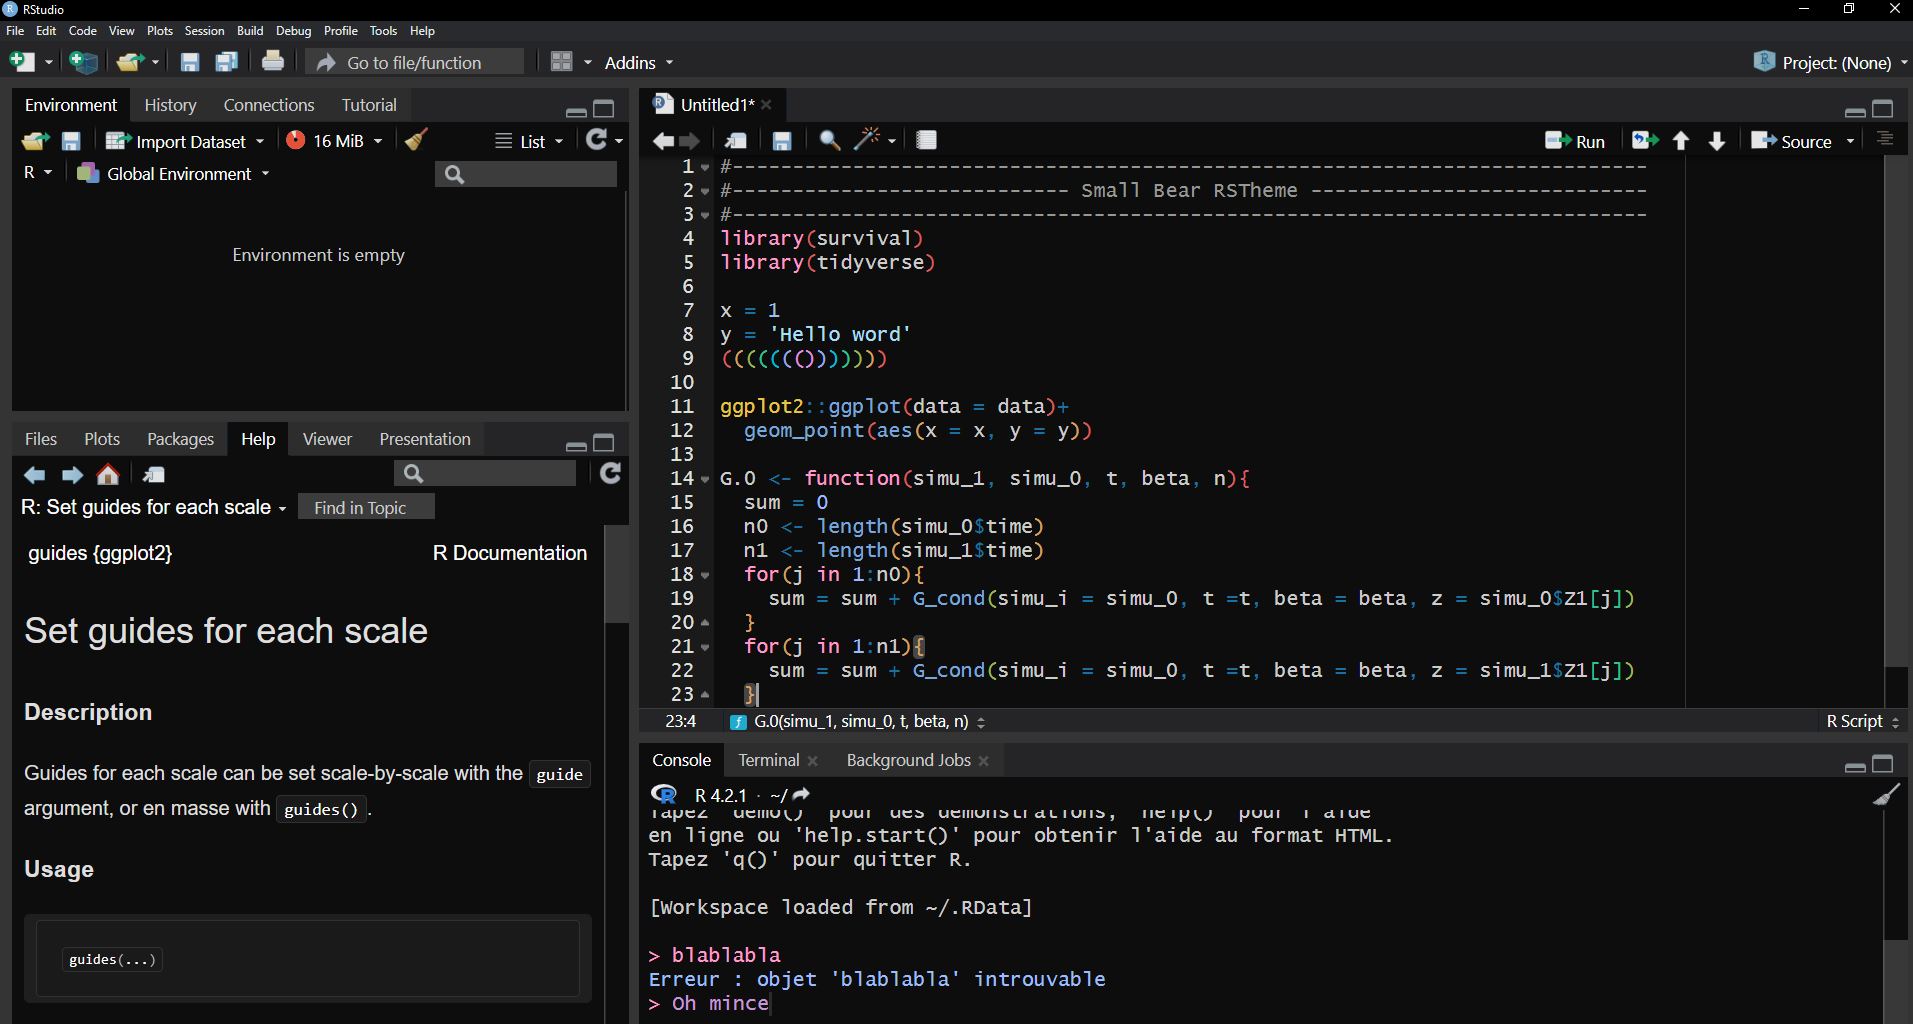 RStudio
File Edit Code View Plots Session Build Debug Profile Tools Help
Go to file/function Addins Project: (None)
Environment History Connections Tutorial
Import Dataset 16 MiB List
R Global Environment
Environment is empty
Files Plots Packages Help Viewer Presentation
R: Set guides for each scale Find in Topic
guides {ggplot2} R Documentation
Set guides for each scale
Description
Guides for each scale can be set scale-by-scale with the guide
argument, or en masse with guides() .
Usage
guides(...)
Untitled1*
Run Source
1 #----------------------------------------------------------------------------
2 #---------------------------- Small Bear RSTheme ----------------------------
3 #----------------------------------------------------------------------------
4 library(survival)
5 library(tidyverse)
6
7 x = 1
8 y = 'Hello word'
9 ((((((()))))))
10
11 ggplot2::ggplot(data = data)+
12 geom_point(aes(x = x, y = y))
13
14 G.0 <- function(simu_1, simu_0, t, beta, n){
15 sum = 0
16 n0 <- length(simu_0$time)
17 n1 <- length(simu_1$time)
18 for(j in 1:n0){
19 sum = sum + G_cond(simu_i = simu_0, t =t, beta = beta, z = simu_0$Z1[j])
20 }
21 for(j in 1:n1){
22 sum = sum + G_cond(simu_i = simu_0, t =t, beta = beta, z = simu_1$Z1[j])
23 }
23:4 G.0(simu_1, simu_0, t, beta, n) R Script
Console Terminal Background Jobs
R 4.2.1 · ~/
Tapez 'demo()' pour des démonstrations, 'help()' pour l'aide
en ligne ou 'help.start()' pour obtenir l'aide au format HTML.
Tapez 'q()' pour quitter R.
[Workspace loaded from ~/.RData]
> blablabla
Erreur : objet 'blablabla' introuvable
> Oh mince